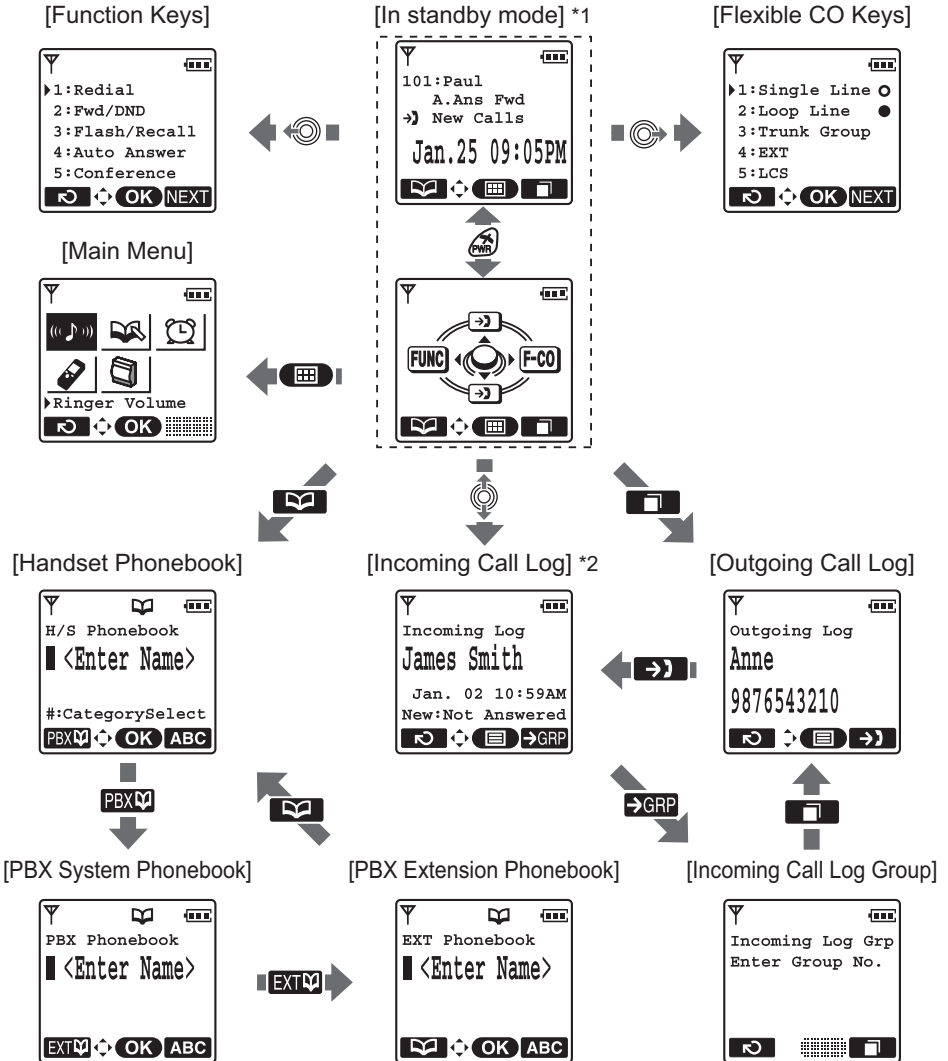 [Function Keys]
1:Redial
2:Fwd/DND
3:Flash/Recall
4:Auto Answer
5:Conference
OK NEXT
[In standby mode] *1
101:Paul
A.Ans Fwd
New Calls
Jan.25 09:05PM
PWR
FUNC F-CO
[Flexible CO Keys]
1:Single Line
2:Loop Line
3:Trunk Group
4:EXT
5:LCS
OK NEXT
[Main Menu]
Ringer Volume
OK
[Handset Phonebook]
H/S Phonebook
<Enter Name>
#:CategorySelect
PBX OK ABC
PBX
[Incoming Call Log] *2
Incoming Log
James Smith
Jan. 02 10:59AM
New:Not Answered
→GRP
→GRP
[Outgoing Call Log]
Outgoing Log
Anne
9876543210
[PBX System Phonebook]
PBX Phonebook
<Enter Name>
EXT OK ABC
EXT
[PBX Extension Phonebook]
EXT Phonebook
<Enter Name>
OK ABC
[Incoming Call Log Group]
Incoming Log Grp
Enter Group No.